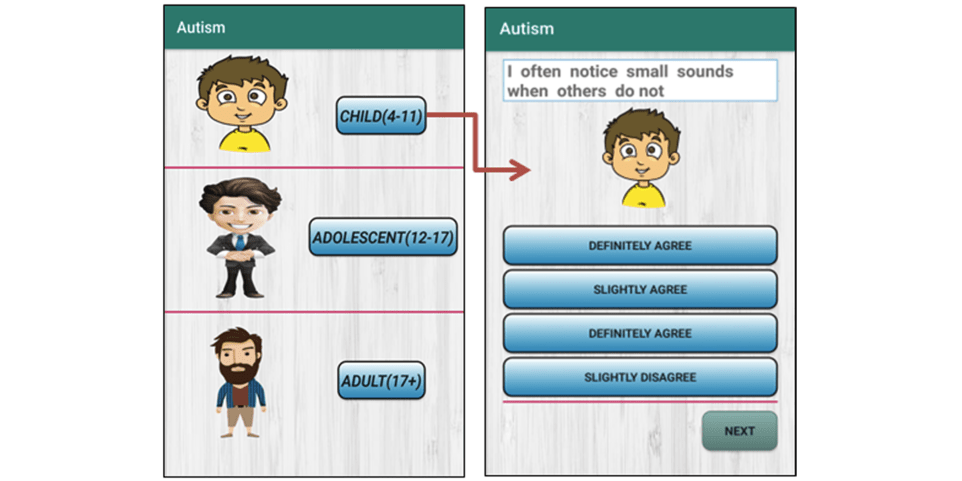 Autism
CHILD(4-11)
ADOLESCENT(12-17)
ADULT(17+)
Autism
I often notice small sounds
when others do not
DEFINITELY AGREE
SLIGHTLY AGREE
DEFINITELY AGREE
SLIGHTLY DISAGREE
NEXT